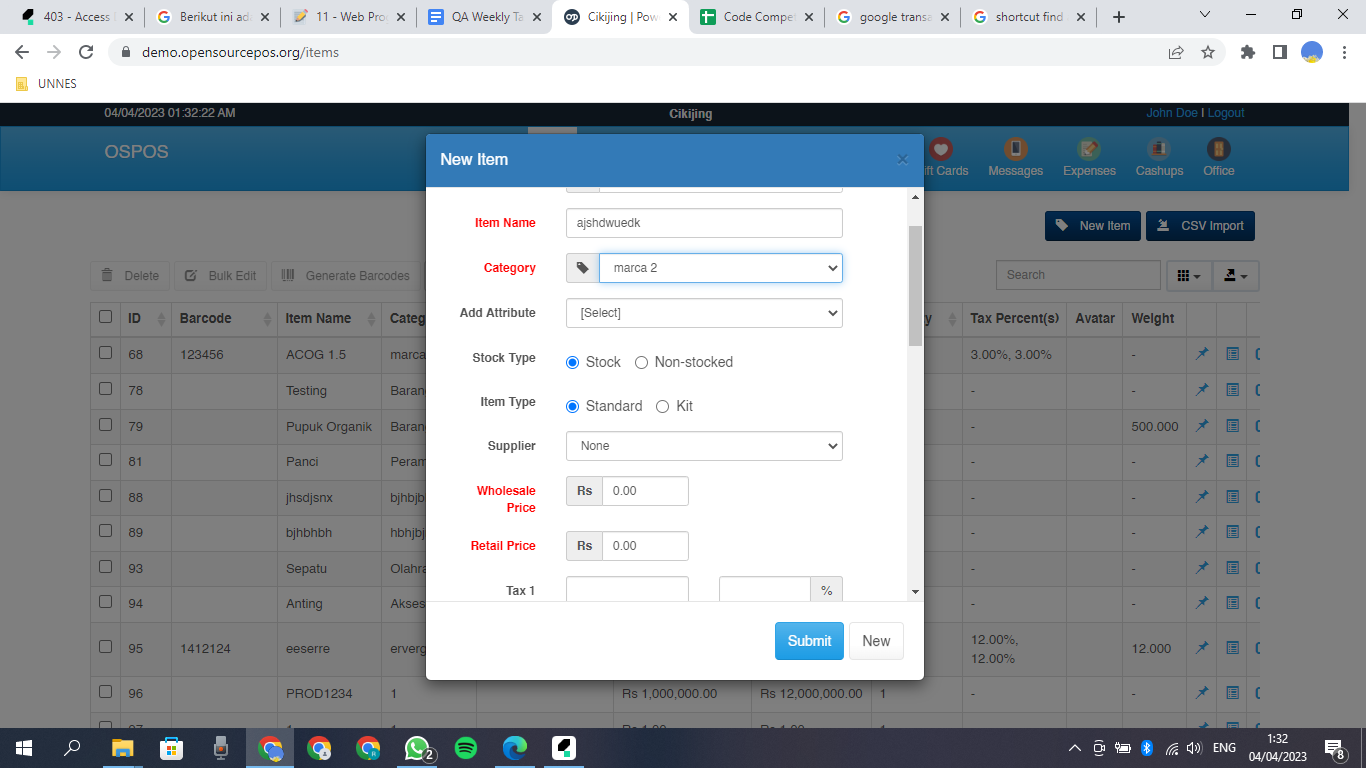 403 - Access
Berikut ini ada
11 - Web Pro
QA Weekly Ta
Cikijing | Pow
Code Compet
google transa
shortcut find
demo.opensourcepos.org/items
UNNES
04/04/2023 01:32:22 AM
Cikijing
John Doe | Logout
OSPOS
ift Cards
Messages
Expenses
Cashups
Office
New Item
CSV Import
Delete
Bulk Edit
Generate Barcodes
Search
ID Barcode Item Name Categ y Tax Percent(s) Avatar Weight
68 123456 ACOG 1.5 marca 3.00%, 3.00% -
78 Testing Baran - -
79 Pupuk Organik Baran - 500.000
81 Panci Peram - -
88 jhsdjsnx bjhbjb - -
89 bjhbhbh hbhjbj - -
93 Sepatu Olahra - -
94 Anting Akses - -
95 1412124 eeserre erverg 12.00%, 12.000
12.00%
96 PROD1234 1 Rs 1,000,000.00 Rs 12,000,000.00 1 - -
New Item
×
Item Name
ajshdwuedk
Category
marca 2
Add Attribute
[Select]
Stock Type
Stock
Non-stocked
Item Type
Standard
Kit
Supplier
None
Wholesale
Price
Rs
0.00
Retail Price
Rs
0.00
Tax 1
%
Submit
New
2
ENG
1:32
04/04/2023
8